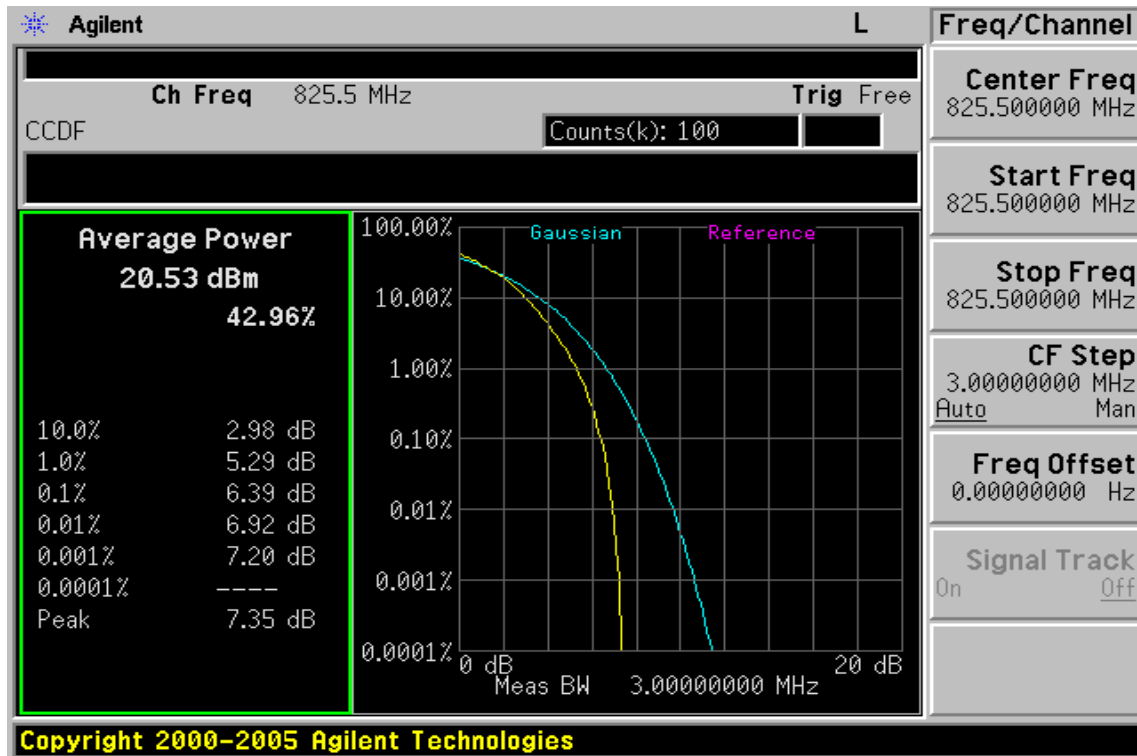 Agilent L
Ch Freq 825.5 MHz Trig Free
CCDF Counts(k): 100
Average Power
20.53 dBm
42.96%
10.0% 2.98 dB
1.0% 5.29 dB
0.1% 6.39 dB
0.01% 6.92 dB
0.001% 7.20 dB
0.0001% ----
Peak 7.35 dB
Gaussian Reference
100.00%
10.00%
1.00%
0.10%
0.01%
0.001%
0.0001%
0 dB 20 dB
Meas BW 3.00000000 MHz
Freq/Channel
Center Freq
825.500000 MHz
Start Freq
825.500000 MHz
Stop Freq
825.500000 MHz
CF Step
3.00000000 MHz
Auto Man
Freq Offset
0.00000000 Hz
Signal Track
On Off
Copyright 2000-2005 Agilent Technologies